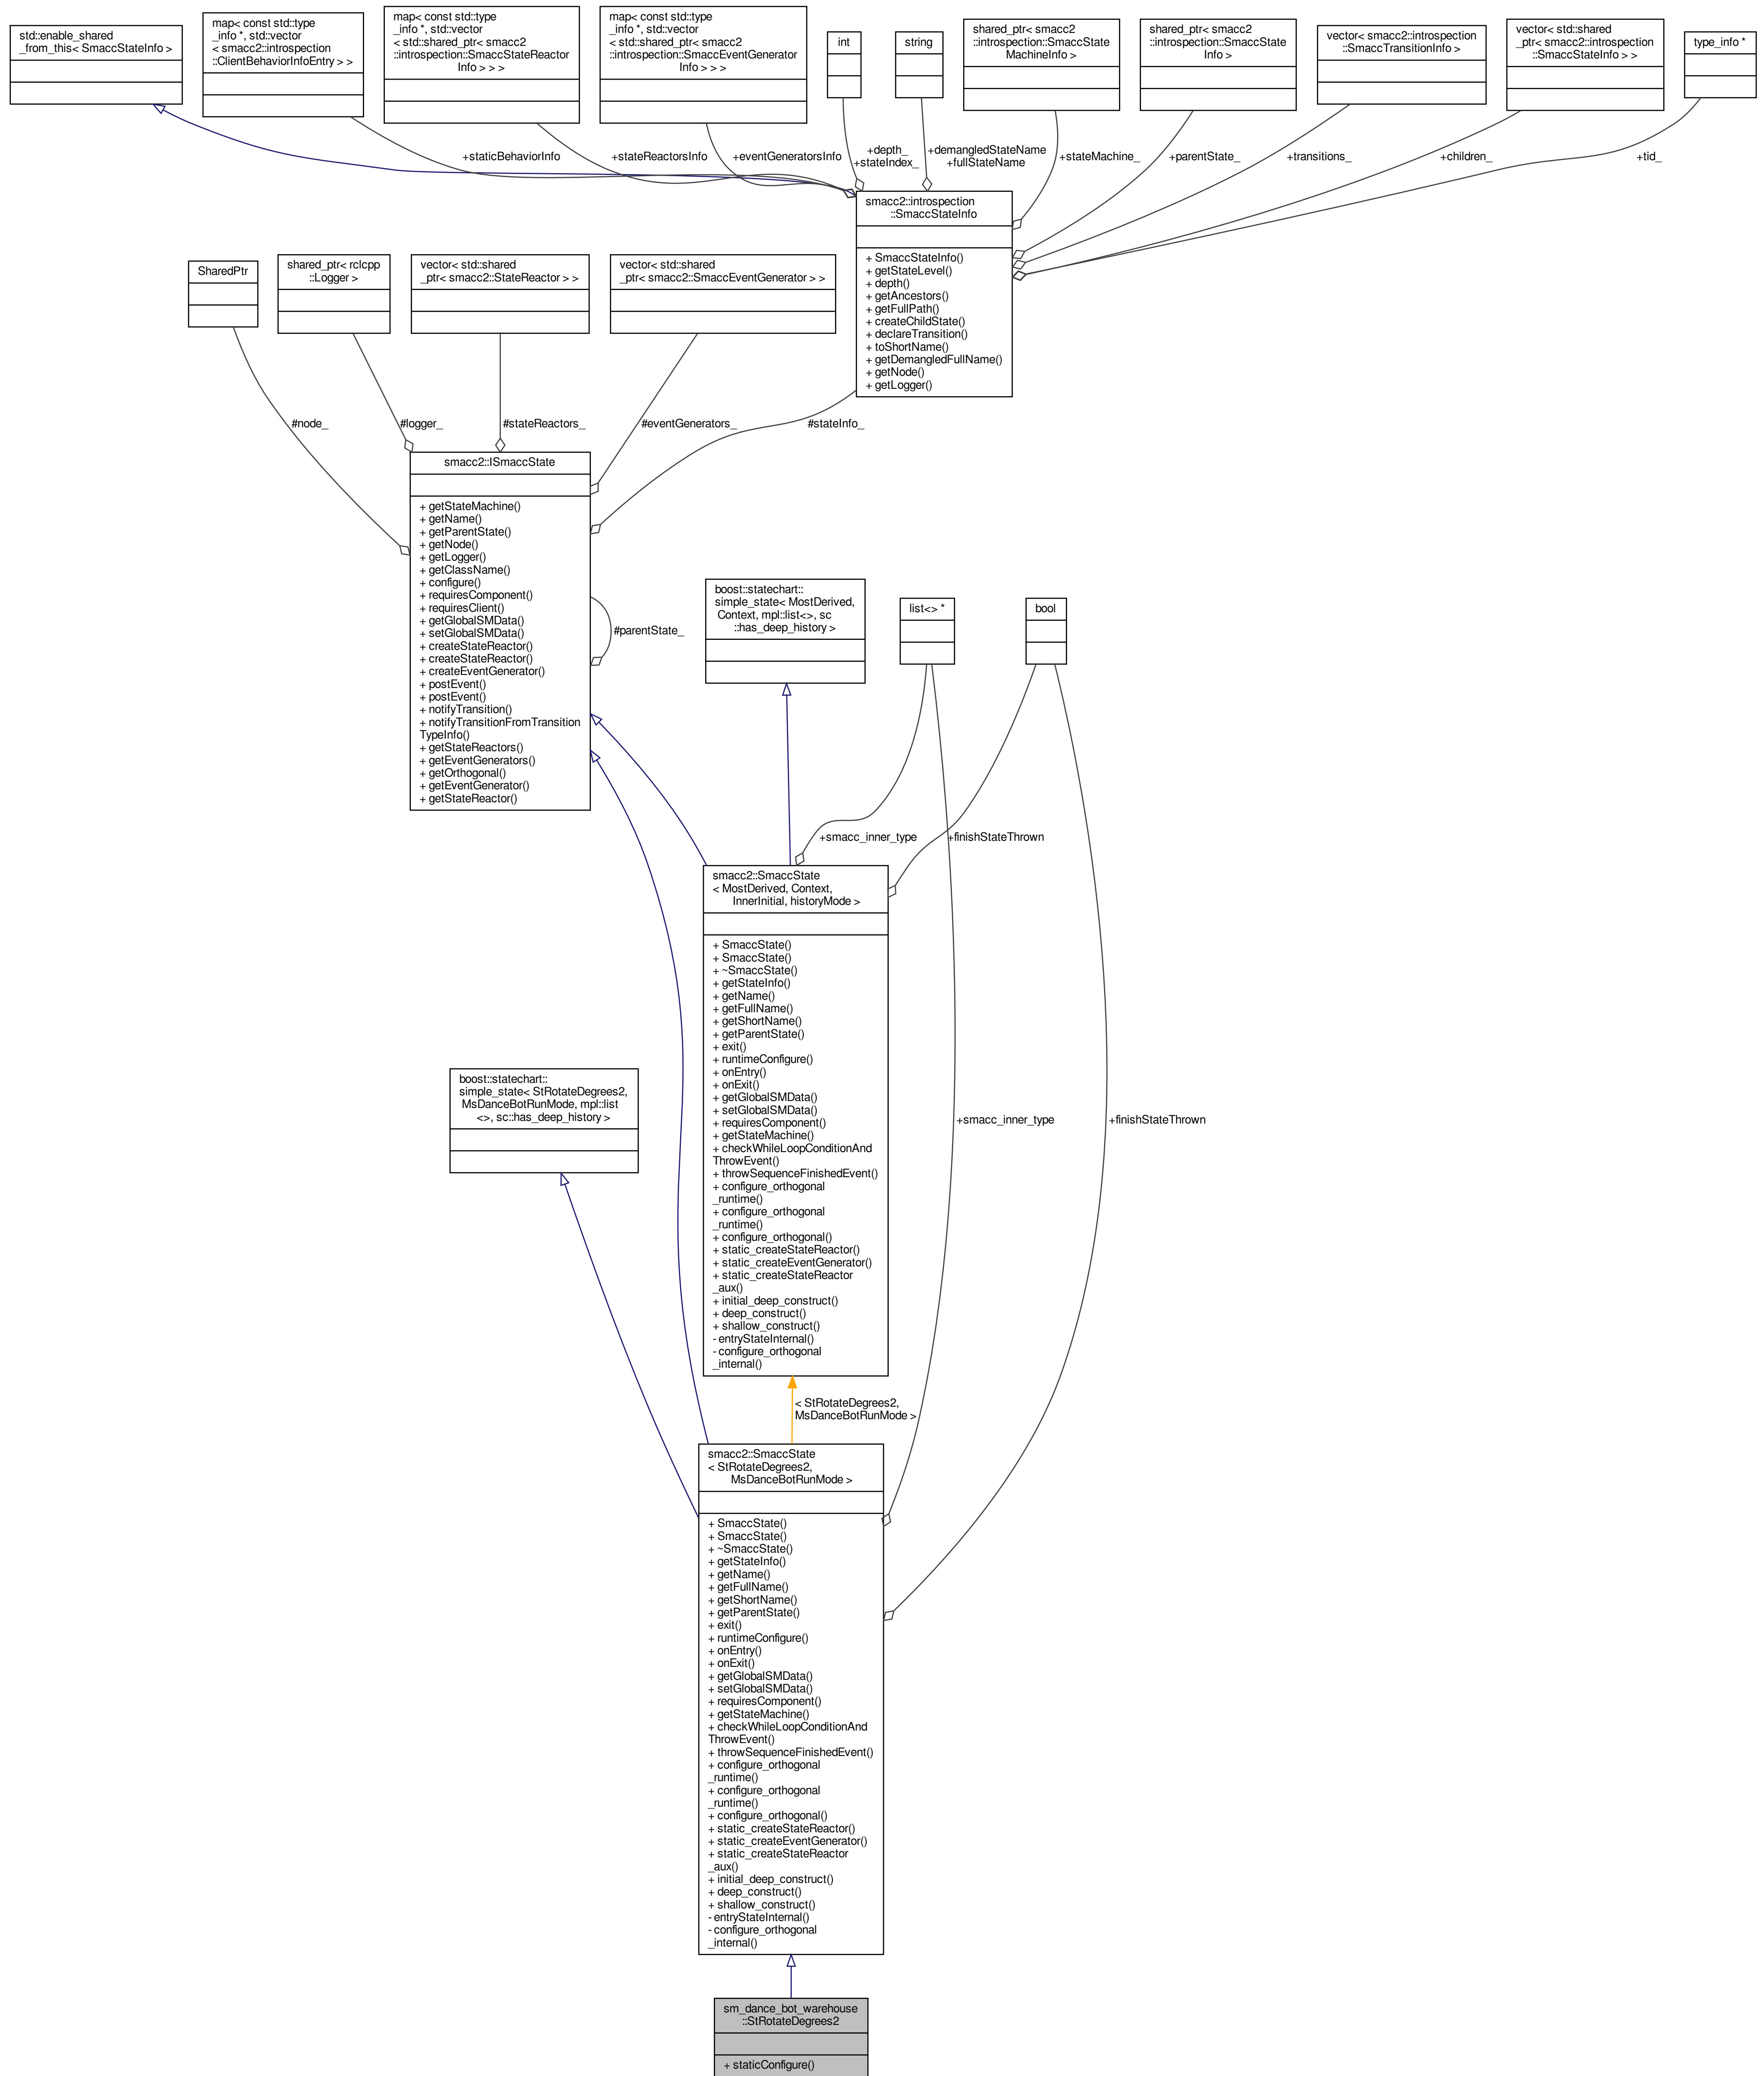 std::enable_shared
_from_this< SmaccStateInfo >
map< const std::type
_info *, std::vector
< smacc2::introspection
::ClientBehaviorInfoEntry > >
map< const std::type
_info *, std::vector
< std::shared_ptr< smacc2
::introspection::SmaccStateReactor
Info > > >
map< const std::type
_info *, std::vector
< std::shared_ptr< smacc2
::introspection::SmaccEventGenerator
Info > > >
int
string
shared_ptr< smacc2
::introspection::SmaccState
MachineInfo >
shared_ptr< smacc2
::introspection::SmaccState
Info >
vector< smacc2::introspection
::SmaccTransitionInfo >
vector< std::shared
_ptr< smacc2::introspection
::SmaccStateInfo > >
type_info *
+staticBehaviorInfo
+stateReactorsInfo
+eventGeneratorsInfo
+depth_
+stateIndex_
+demangledStateName
+fullStateName
+stateMachine_
+parentState_
+transitions_
+children_
+tid_
smacc2::introspection
::SmaccStateInfo
+ SmaccStateInfo()
+ getStateLevel()
+ depth()
+ getAncestors()
+ getFullPath()
+ createChildState()
+ declareTransition()
+ toShortName()
+ getDemangledFullName()
+ getNode()
+ getLogger()
SharedPtr
shared_ptr< rclcpp
::Logger >
vector< std::shared
_ptr< smacc2::StateReactor > >
vector< std::shared
_ptr< smacc2::SmaccEventGenerator > >
#node_
#logger_
#stateReactors_
#eventGenerators_
#stateInfo_
smacc2::ISmaccState
+ getStateMachine()
+ getName()
+ getParentState()
+ getNode()
+ getLogger()
+ getClassName()
+ configure()
+ requiresComponent()
+ requiresClient()
+ getGlobalSMData()
+ setGlobalSMData()
+ createStateReactor()
+ createStateReactor()
+ createEventGenerator()
+ postEvent()
+ postEvent()
+ notifyTransition()
+ notifyTransitionFromTransition
TypeInfo()
+ getStateReactors()
+ getEventGenerators()
+ getOrthogonal()
+ getEventGenerator()
+ getStateReactor()
#parentState_
boost::statechart::
simple_state< MostDerived,
Context, mpl::list<>, sc
::has_deep_history >
list<> *
bool
+smacc_inner_type
+finishStateThrown
smacc2::SmaccState
< MostDerived, Context,
InnerInitial, historyMode >
+ SmaccState()
+ SmaccState()
+ ~SmaccState()
+ getStateInfo()
+ getName()
+ getFullName()
+ getShortName()
+ getParentState()
+ exit()
+ runtimeConfigure()
+ onEntry()
+ onExit()
+ getGlobalSMData()
+ setGlobalSMData()
+ requiresComponent()
+ getStateMachine()
+ checkWhileLoopConditionAnd
ThrowEvent()
+ throwSequenceFinishedEvent()
+ configure_orthogonal
_runtime()
+ configure_orthogonal
_runtime()
+ configure_orthogonal()
+ static_createStateReactor()
+ static_createEventGenerator()
+ static_createStateReactor
_aux()
+ initial_deep_construct()
+ deep_construct()
+ shallow_construct()
- entryStateInternal()
- configure_orthogonal
_internal()
boost::statechart::
simple_state< StRotateDegrees2,
MsDanceBotRunMode, mpl::list
<>, sc::has_deep_history >
+smacc_inner_type
+finishStateThrown
< StRotateDegrees2,
MsDanceBotRunMode >
smacc2::SmaccState
< StRotateDegrees2,
MsDanceBotRunMode >
+ SmaccState()
+ SmaccState()
+ ~SmaccState()
+ getStateInfo()
+ getName()
+ getFullName()
+ getShortName()
+ getParentState()
+ exit()
+ runtimeConfigure()
+ onEntry()
+ onExit()
+ getGlobalSMData()
+ setGlobalSMData()
+ requiresComponent()
+ getStateMachine()
+ checkWhileLoopConditionAnd
ThrowEvent()
+ throwSequenceFinishedEvent()
+ configure_orthogonal
_runtime()
+ configure_orthogonal
_runtime()
+ configure_orthogonal()
+ static_createStateReactor()
+ static_createEventGenerator()
+ static_createStateReactor
_aux()
+ initial_deep_construct()
+ deep_construct()
+ shallow_construct()
- entryStateInternal()
- configure_orthogonal
_internal()
sm_dance_bot_warehouse
::StRotateDegrees2
+ staticConfigure()